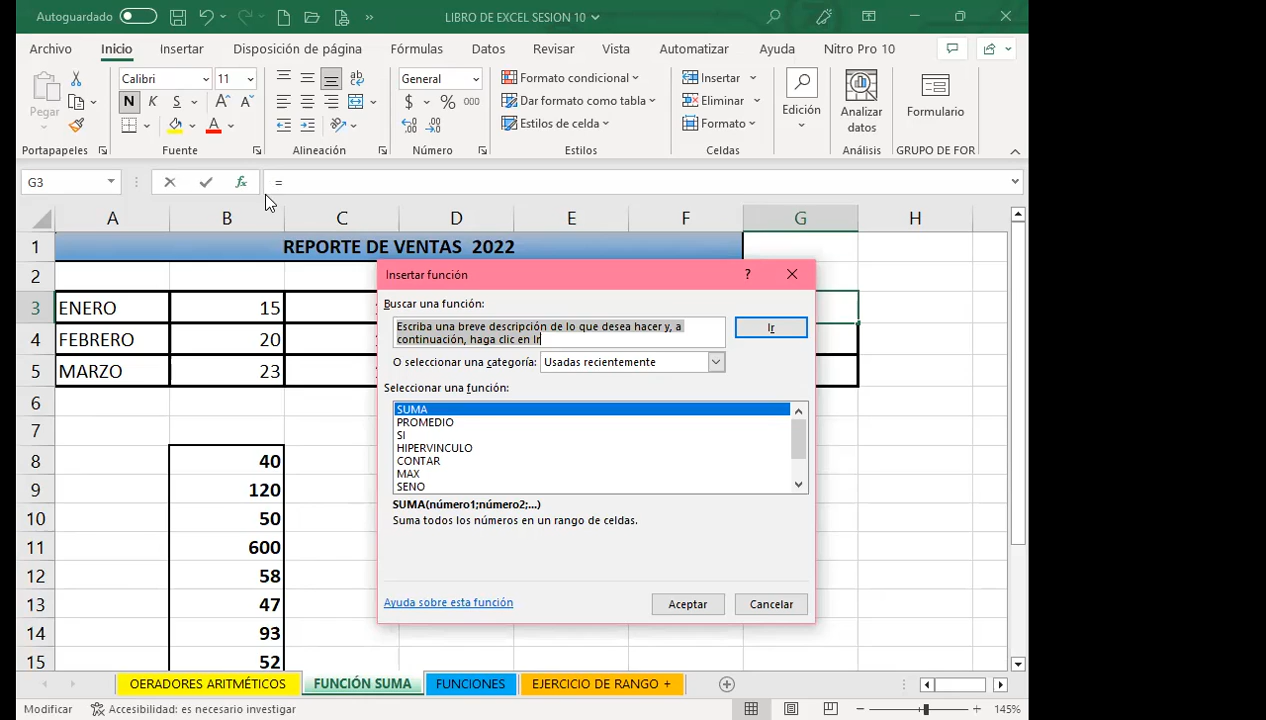 Autoguardado LIBRO DE EXCEL SESION 10
Archivo Inicio Insertar Disposición de página Fórmulas Datos Revisar Vista Automatizar Ayuda Nitro Pro 10
Pegar
Calibri 11
N K S A A
A
General
$ % 000
Formato condicional
Dar formato como tabla
Estilos de celda
Insertar
Eliminar
Formato
Edición
Analizar datos
Formulario
Portapapeles Fuente Alineación Número Estilos Celdas Análisis GRUPO DE FOR
G3 fx =
A B C D E F G H
1 REPORTE DE VENTAS 2022
2
3 ENERO 15
4 FEBRERO 20
5 MARZO 23
6
7
8 40
9 120
10 50
11 600
12 58
13 47
14 93
15 52
Insertar función ?
Buscar una función:
Escriba una breve descripción de lo que desea hacer y, a
continuación, haga clic en Ir
Ir
O seleccionar una categoría: Usadas recientemente
Seleccionar una función:
SUMA
PROMEDIO
SI
HIPERVINCULO
CONTAR
MAX
SENO
SUMA(número1;número2;...)
Suma todos los números en un rango de celdas.
Ayuda sobre esta función Aceptar Cancelar
OERADORES ARITMÉTICOS FUNCIÓN SUMA FUNCIONES EJERCICIO DE RANGO +
Modificar Accesibilidad: es necesario investigar 145%